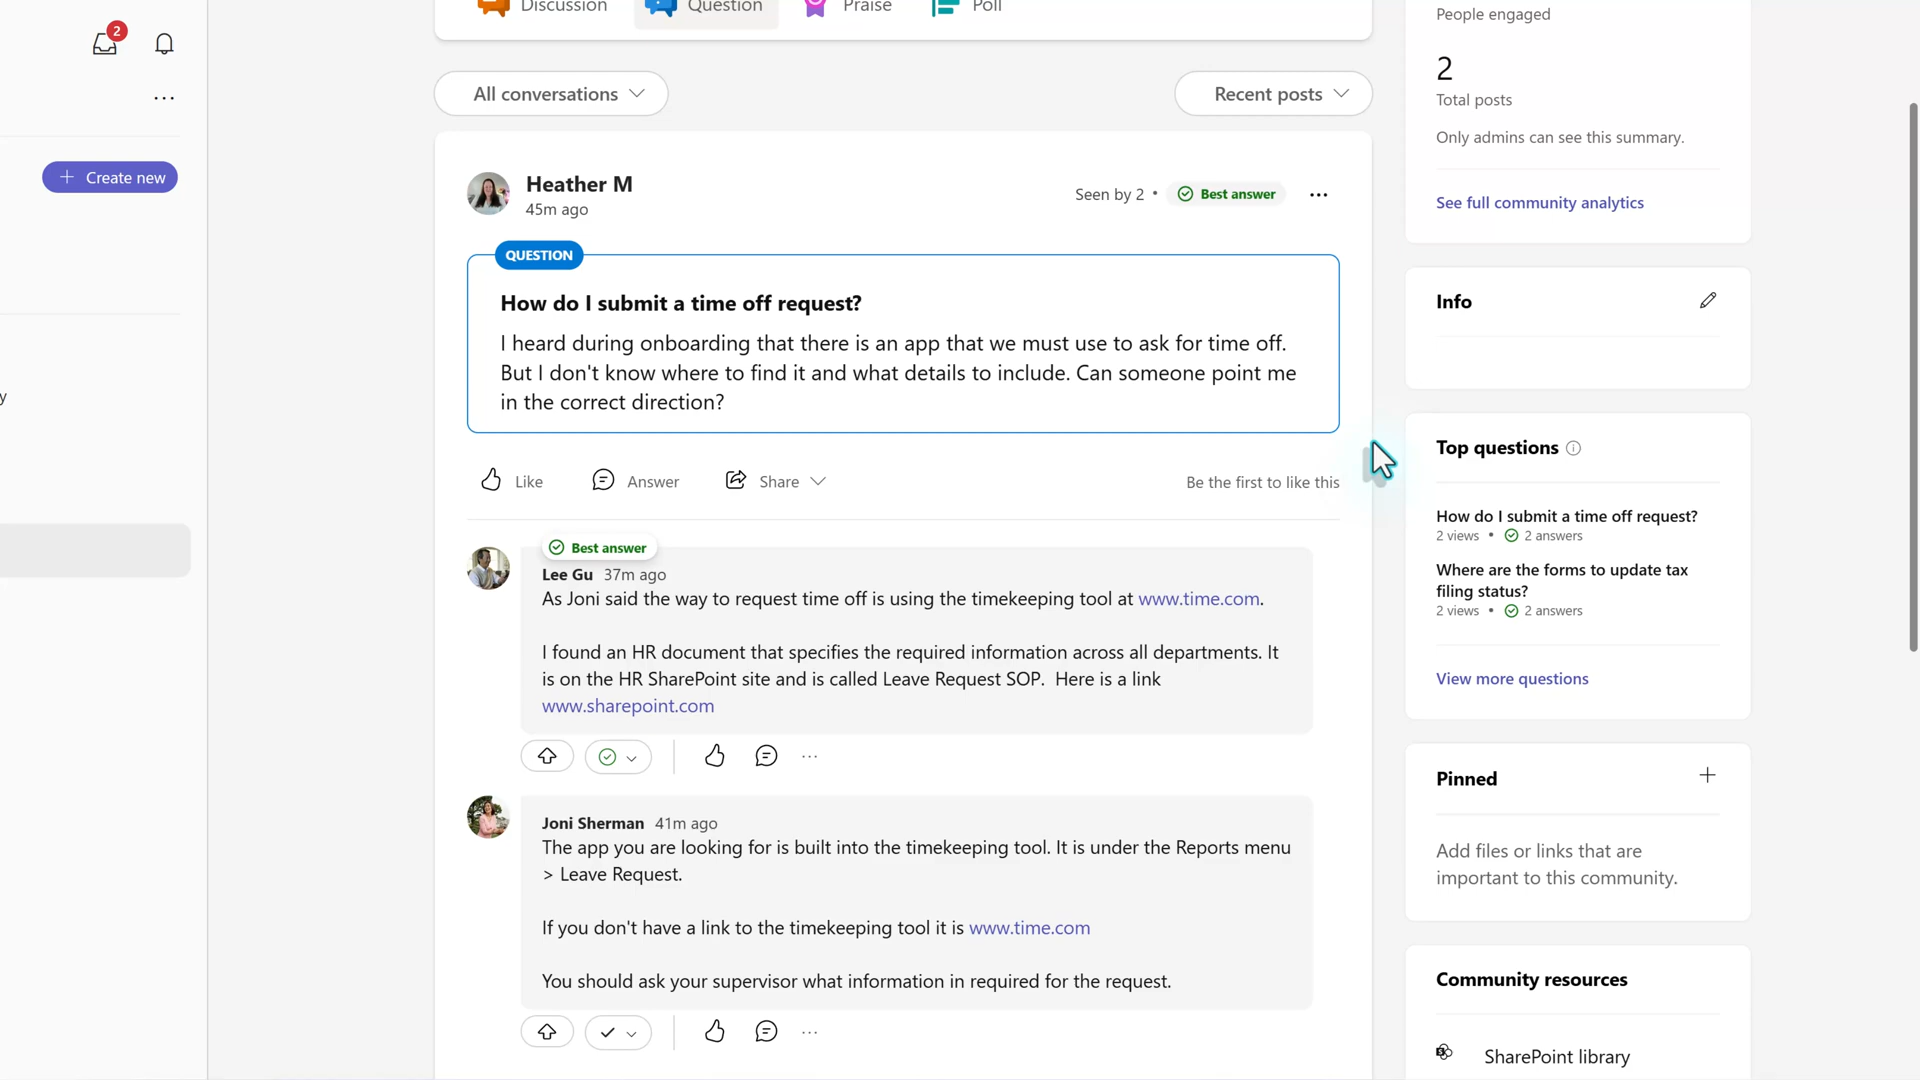 Discussion
Question
Praise
Poll
2
Create new
y
All conversations
Recent posts
Heather M
45m ago
Seen by 2 •
Best answer
QUESTION
How do I submit a time off request?
I heard during onboarding that there is an app that we must use to ask for time off.
But I don't know where to find it and what details to include. Can someone point me
in the correct direction?
Like
Answer
Share
Be the first to like this
Best answer
Lee Gu 37m ago
As Joni said the way to request time off is using the timekeeping tool at www.time.com.
I found an HR document that specifies the required information across all departments. It
is on the HR SharePoint site and is called Leave Request SOP. Here is a link
www.sharepoint.com
Joni Sherman 41m ago
The app you are looking for is built into the timekeeping tool. It is under the Reports menu
> Leave Request.
If you don't have a link to the timekeeping tool it is www.time.com
You should ask your supervisor what information in required for the request.
People engaged
2
Total posts
Only admins can see this summary.
See full community analytics
Info
Top questions
How do I submit a time off request?
2 views • 2 answers
Where are the forms to update tax
filing status?
2 views • 2 answers
View more questions
Pinned
Add files or links that are
important to this community.
Community resources
SharePoint library